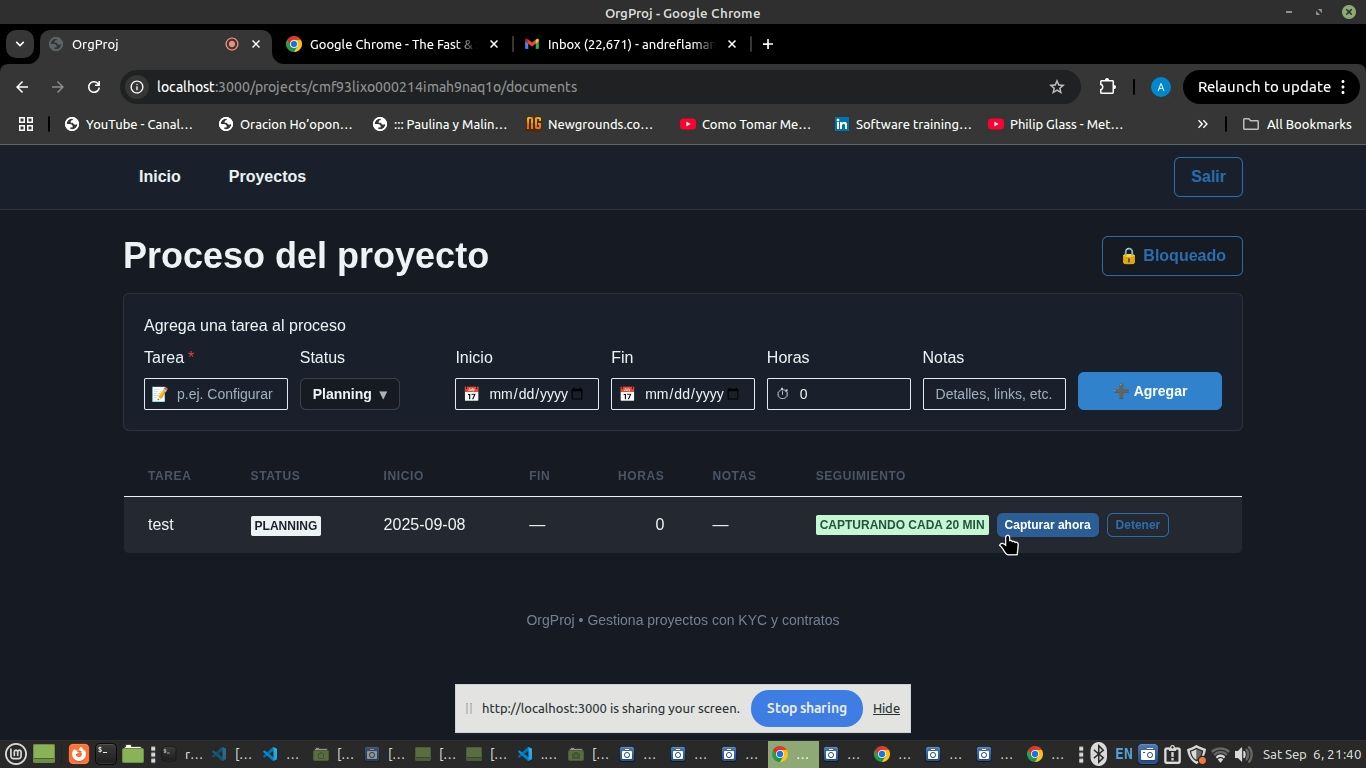 OrgProj - Google Chrome
OrgProj
Google Chrome - The Fast &
Inbox (22,671) - andreflamar
localhost:3000/projects/cmf93lixo000214imah9naq1o/documents
A
Relaunch to update
YouTube - Canal...
Oracion Ho'opon...
::: Paulina y Malin...
NG
Newgrounds.co...
Como Tomar Me...
in
Software training...
Philip Glass - Met...
All Bookmarks
Inicio
Proyectos
Salir
Proceso del proyecto
Bloqueado
Agrega una tarea al proceso
Tarea * Status Inicio Fin Horas Notas
p.ej. Configurar
Planning
mm/dd/yyyy
mm/dd/yyyy
0
Detalles, links, etc.
Agregar
TAREA STATUS INICIO FIN HORAS NOTAS SEGUIMIENTO
test PLANNING 2025-09-08 — 0 — CAPTURANDO CADA 20 MIN Capturar ahora Detener
OrgProj • Gestiona proyectos con KYC y contratos
http://localhost:3000 is sharing your screen. Stop sharing Hide
r... [... ... [... [... [... [... .... [... ... ... ... ... ... ... ... ... ...
EN
Sat Sep 6, 21:40